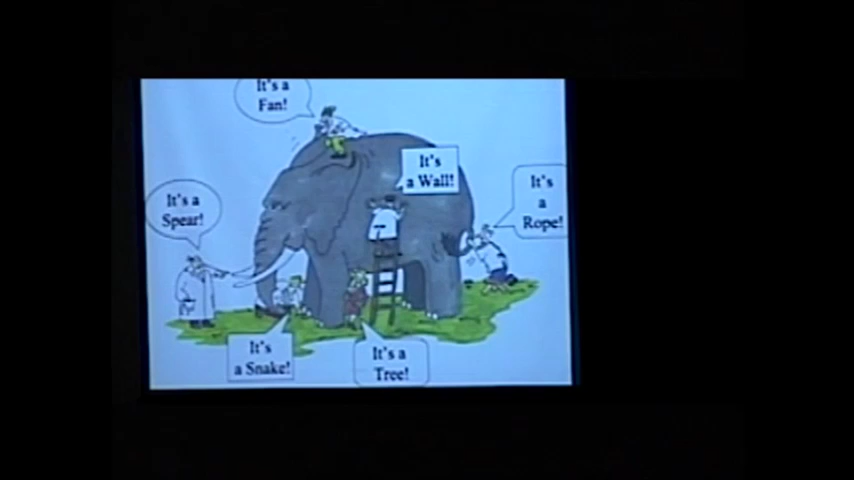 It's a
Fan!
It's
a Wall!
It's
a
Rope!
It's a
Spear!
It's
a Snake!
It's a
Tree!